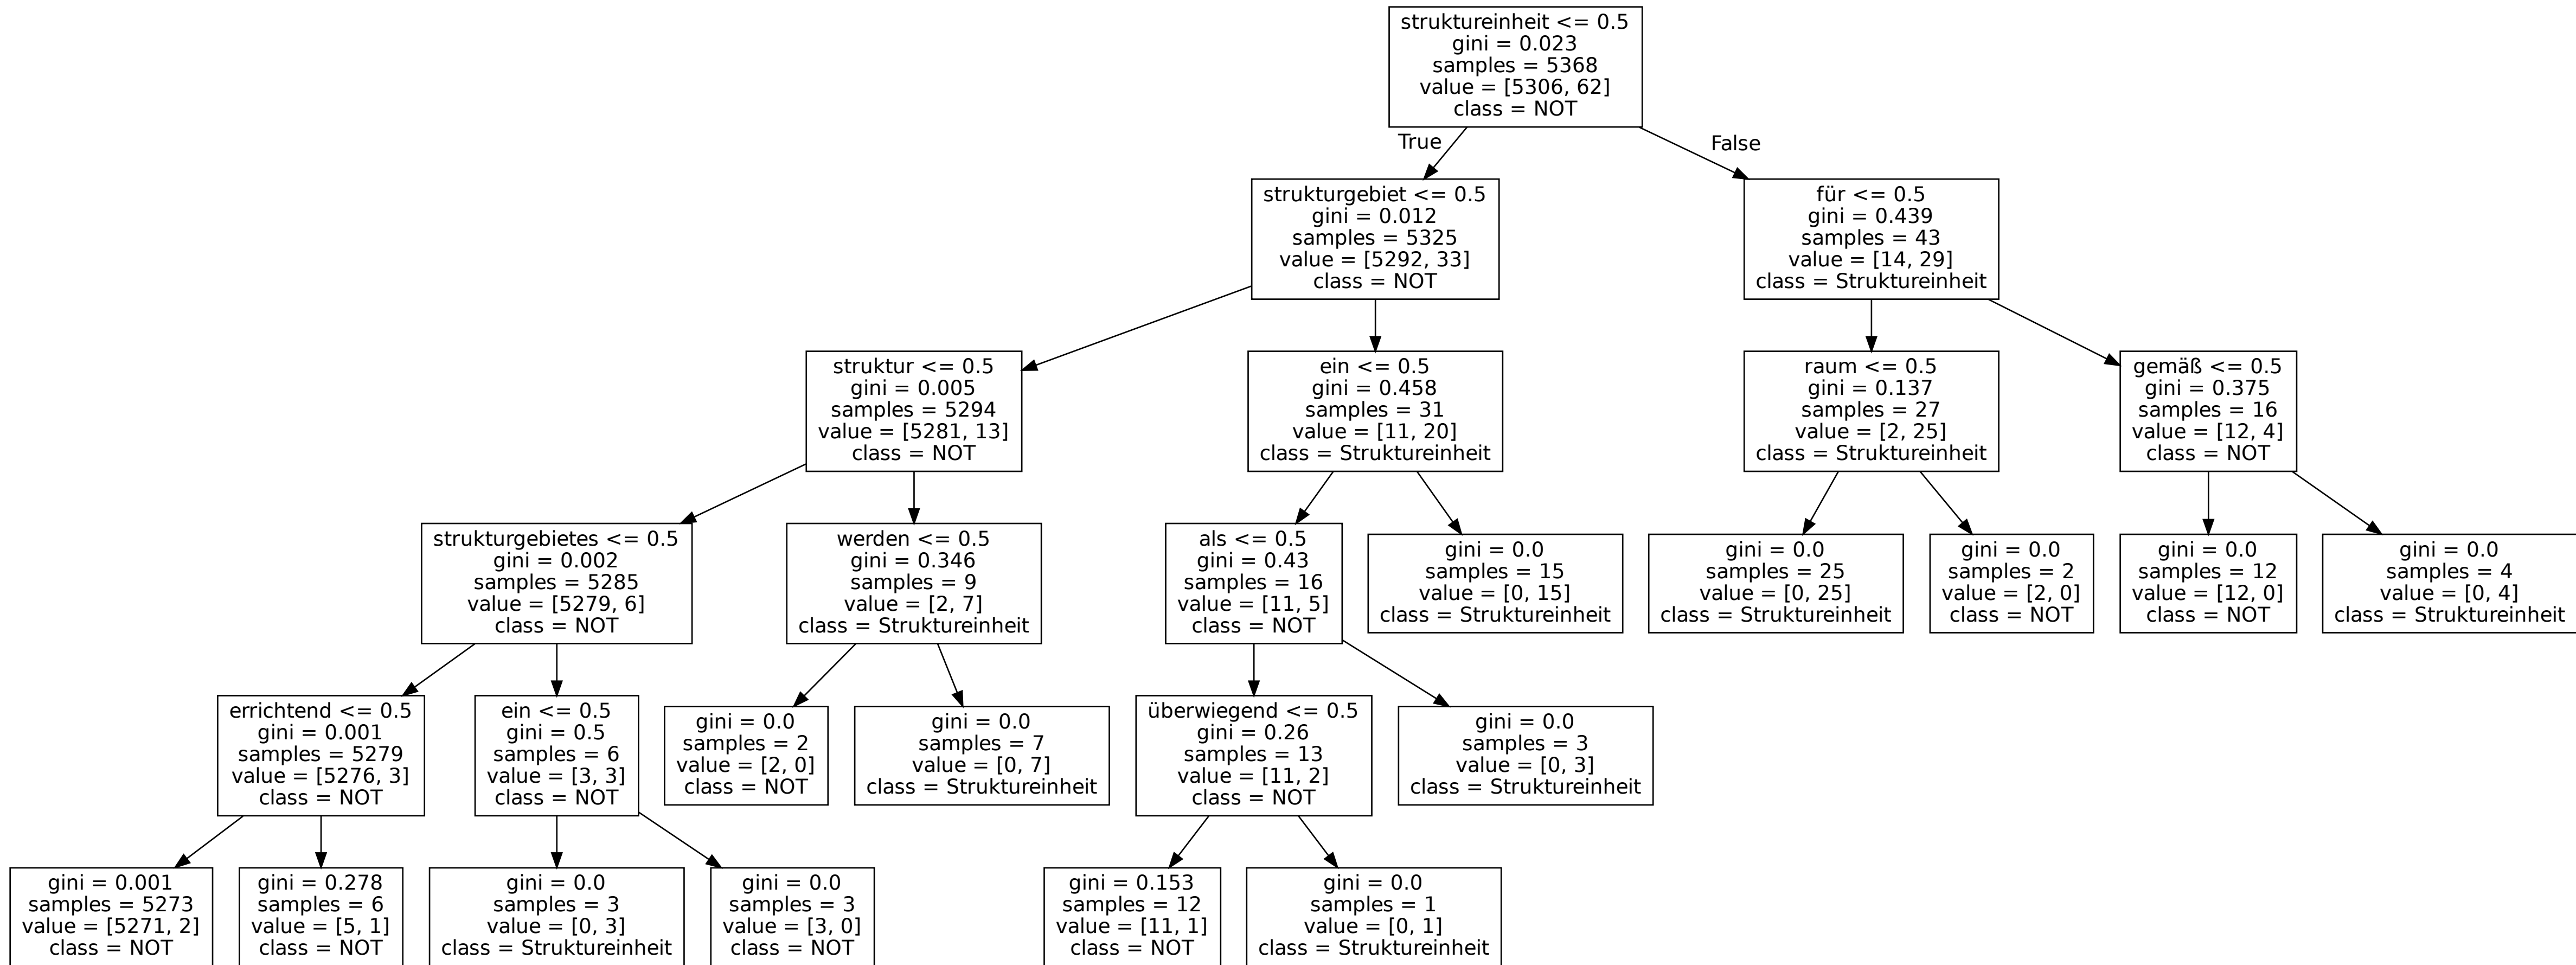 struktureinheit <= 0.5
gini = 0.023
samples = 5368
value = [5306, 62]
class = NOT
True
False
strukturgebiet <= 0.5
gini = 0.012
samples = 5325
value = [5292, 33]
class = NOT
für <= 0.5
gini = 0.439
samples = 43
value = [14, 29]
class = Struktureinheit
struktur <= 0.5
gini = 0.005
samples = 5294
value = [5281, 13]
class = NOT
ein <= 0.5
gini = 0.458
samples = 31
value = [11, 20]
class = Struktureinheit
raum <= 0.5
gini = 0.137
samples = 27
value = [2, 25]
class = Struktureinheit
gemäß <= 0.5
gini = 0.375
samples = 16
value = [12, 4]
class = NOT
strukturgebietes <= 0.5
gini = 0.002
samples = 5285
value = [5279, 6]
class = NOT
werden <= 0.5
gini = 0.346
samples = 9
value = [2, 7]
class = Struktureinheit
als <= 0.5
gini = 0.43
samples = 16
value = [11, 5]
class = NOT
gini = 0.0
samples = 15
value = [0, 15]
class = Struktureinheit
gini = 0.0
samples = 25
value = [0, 25]
class = Struktureinheit
gini = 0.0
samples = 2
value = [2, 0]
class = NOT
gini = 0.0
samples = 12
value = [12, 0]
class = NOT
gini = 0.0
samples = 4
value = [0, 4]
class = Struktureinheit
errichtend <= 0.5
gini = 0.001
samples = 5279
value = [5276, 3]
class = NOT
ein <= 0.5
gini = 0.5
samples = 6
value = [3, 3]
class = NOT
gini = 0.0
samples = 2
value = [2, 0]
class = NOT
gini = 0.0
samples = 7
value = [0, 7]
class = Struktureinheit
überwiegend <= 0.5
gini = 0.26
samples = 13
value = [11, 2]
class = NOT
gini = 0.0
samples = 3
value = [0, 3]
class = Struktureinheit
gini = 0.001
samples = 5273
value = [5271, 2]
class = NOT
gini = 0.278
samples = 6
value = [5, 1]
class = NOT
gini = 0.0
samples = 3
value = [0, 3]
class = Struktureinheit
gini = 0.0
samples = 3
value = [3, 0]
class = NOT
gini = 0.153
samples = 12
value = [11, 1]
class = NOT
gini = 0.0
samples = 1
value = [0, 1]
class = Struktureinheit